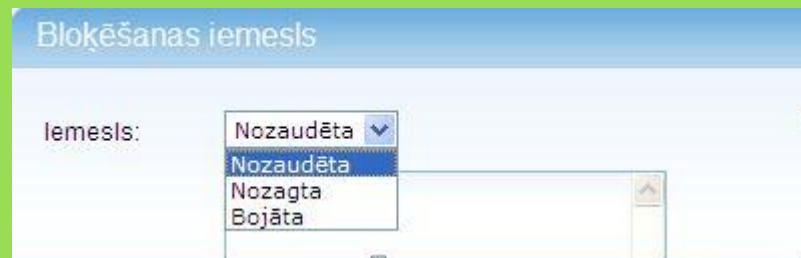 Bloķēšanas iemesls
Iemesls: Nozaudēta
Nozaudēta
Nozagta
Bojāta